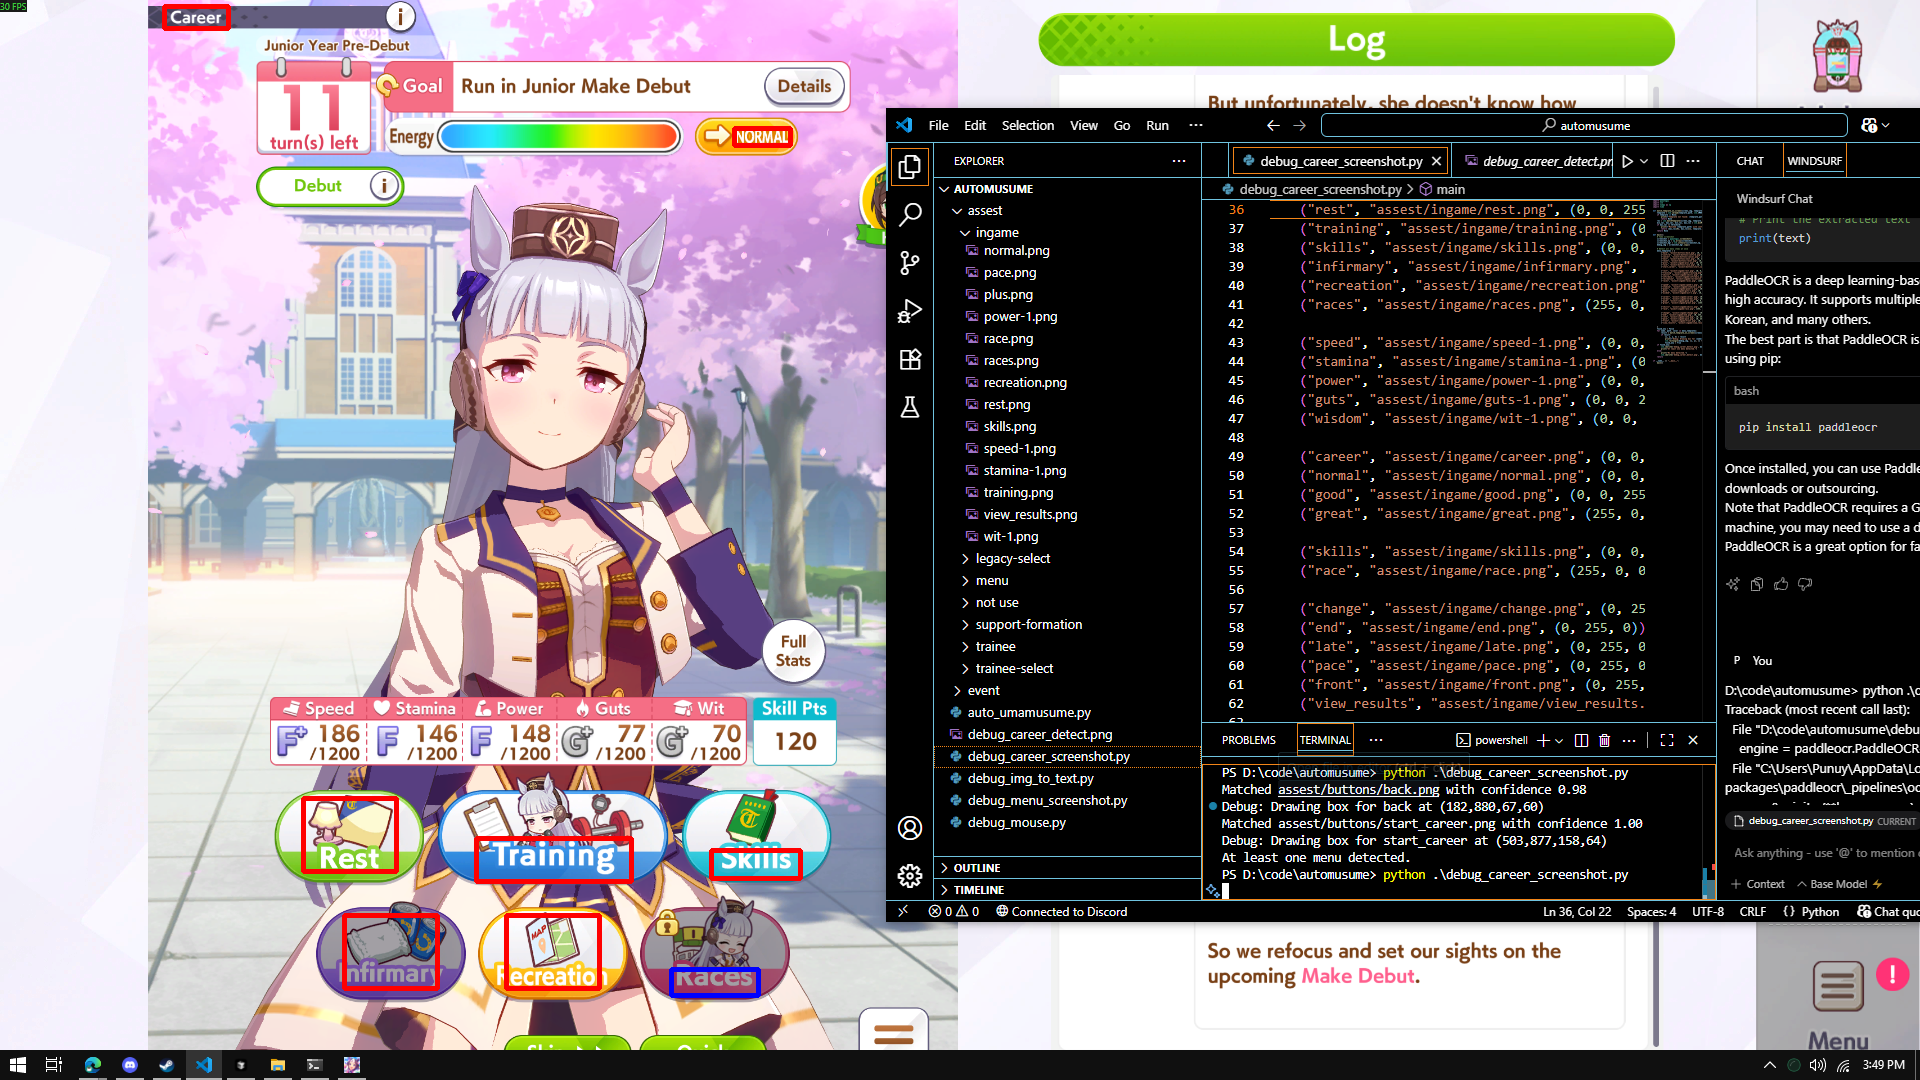 30 FPS
Career
i
Junior Year Pre-Debut
11
turn(s) left
Goal
Run in Junior Make Debut
Details
Energy
NORMAL
Debut
i
Full
Stats
Speed
Stamina
Power
Guts
Wit
Skill Pts
F+ 186
/1200
F 146
/1200
F 148
/1200
G+ 77
/1200
G+ 70
/1200
120
Rest
Training
Skills
Infirmary
MAP
Recreation
Races
Log
But unfortunately, she doesn't know how
So we refocus and set our sights on the
upcoming Make Debut.
Menu
File Edit Selection View Go Run ···
automusume
EXPLORER
AUTOMUSUME
assest
ingame
normal.png
pace.png
plus.png
power-1.png
race.png
races.png
recreation.png
rest.png
skills.png
speed-1.png
stamina-1.png
training.png
view_results.png
wit-1.png
legacy-select
menu
not use
support-formation
trainee
trainee-select
event
auto_umamusume.py
debug_career_detect.png
debug_career_screenshot.py
debug_img_to_text.py
debug_menu_screenshot.py
debug_mouse.py
OUTLINE
TIMELINE
debug_career_screenshot.py
debug_career_detect.pr
debug_career_screenshot.py > main
36 ("rest", "assest/ingame/rest.png", (0, 0, 255
37 ("training", "assest/ingame/training.png", (0
38 ("skills", "assest/ingame/skills.png", (0, 0,
39 ("infirmary", "assest/ingame/infirmary.png",
40 ("recreation", "assest/ingame/recreation.png"
41 ("races", "assest/ingame/races.png", (255, 0,
42
43 ("speed", "assest/ingame/speed-1.png", (0, 0,
44 ("stamina", "assest/ingame/stamina-1.png", (0
45 ("power", "assest/ingame/power-1.png", (0, 0,
46 ("guts", "assest/ingame/guts-1.png", (0, 0, 2
47 ("wisdom", "assest/ingame/wit-1.png", (0, 0,
48
49 ("career", "assest/ingame/career.png", (0, 0,
50 ("normal", "assest/ingame/normal.png", (0, 0,
51 ("good", "assest/ingame/good.png", (0, 0, 255
52 ("great", "assest/ingame/great.png", (255, 0,
53
54 ("skills", "assest/ingame/skills.png", (0, 0,
55 ("race", "assest/ingame/race.png", (255, 0, 0
56
57 ("change", "assest/ingame/change.png", (0, 25
58 ("end", "assest/ingame/end.png", (0, 255, 0))
59 ("late", "assest/ingame/late.png", (0, 255, 0
60 ("pace", "assest/ingame/pace.png", (0, 255, 0
61 ("front", "assest/ingame/front.png", (0, 255,
62 ("view_results", "assest/ingame/view_results.
PROBLEMS TERMINAL ···
powershell
PS D:\code\automusume> python .\debug_career_screenshot.py
Matched assest/buttons/back.png with confidence 0.98
Debug: Drawing box for back at (182,880,67,60)
Matched assest/buttons/start_career.png with confidence 1.00
Debug: Drawing box for start_career at (503,877,158,64)
At least one menu detected.
PS D:\code\automusume> python .\debug_career_screenshot.py
CHAT WINDSURF
Windsurf Chat
# Print the extracted text
print(text)
PaddleOCR is a deep learning-base
high accuracy. It supports multiple
Korean, and many others.
The best part is that PaddleOCR is
using pip:
bash
pip install paddleocr
Once installed, you can use Paddle
downloads or outsourcing.
Note that PaddleOCR requires a G
machine, you may need to use a d
PaddleOCR is a great option for fa
P You
D:\code\automusume> python .\c
Traceback (most recent call last):
File "D:\code\automusume\debu
engine = paddleocr.PaddleOCR
File "C:\Users\Punuy\AppData\Lo
packages\paddleocr\_pipelines\oc
debug_career_screenshot.py CURRENT
Ask anything - use '@' to mention c
+ Context
Base Model
0 0
Connected to Discord
Ln 36, Col 22
Spaces: 4
UTF-8
CRLF
{} Python
Chat quo
3:49 PM